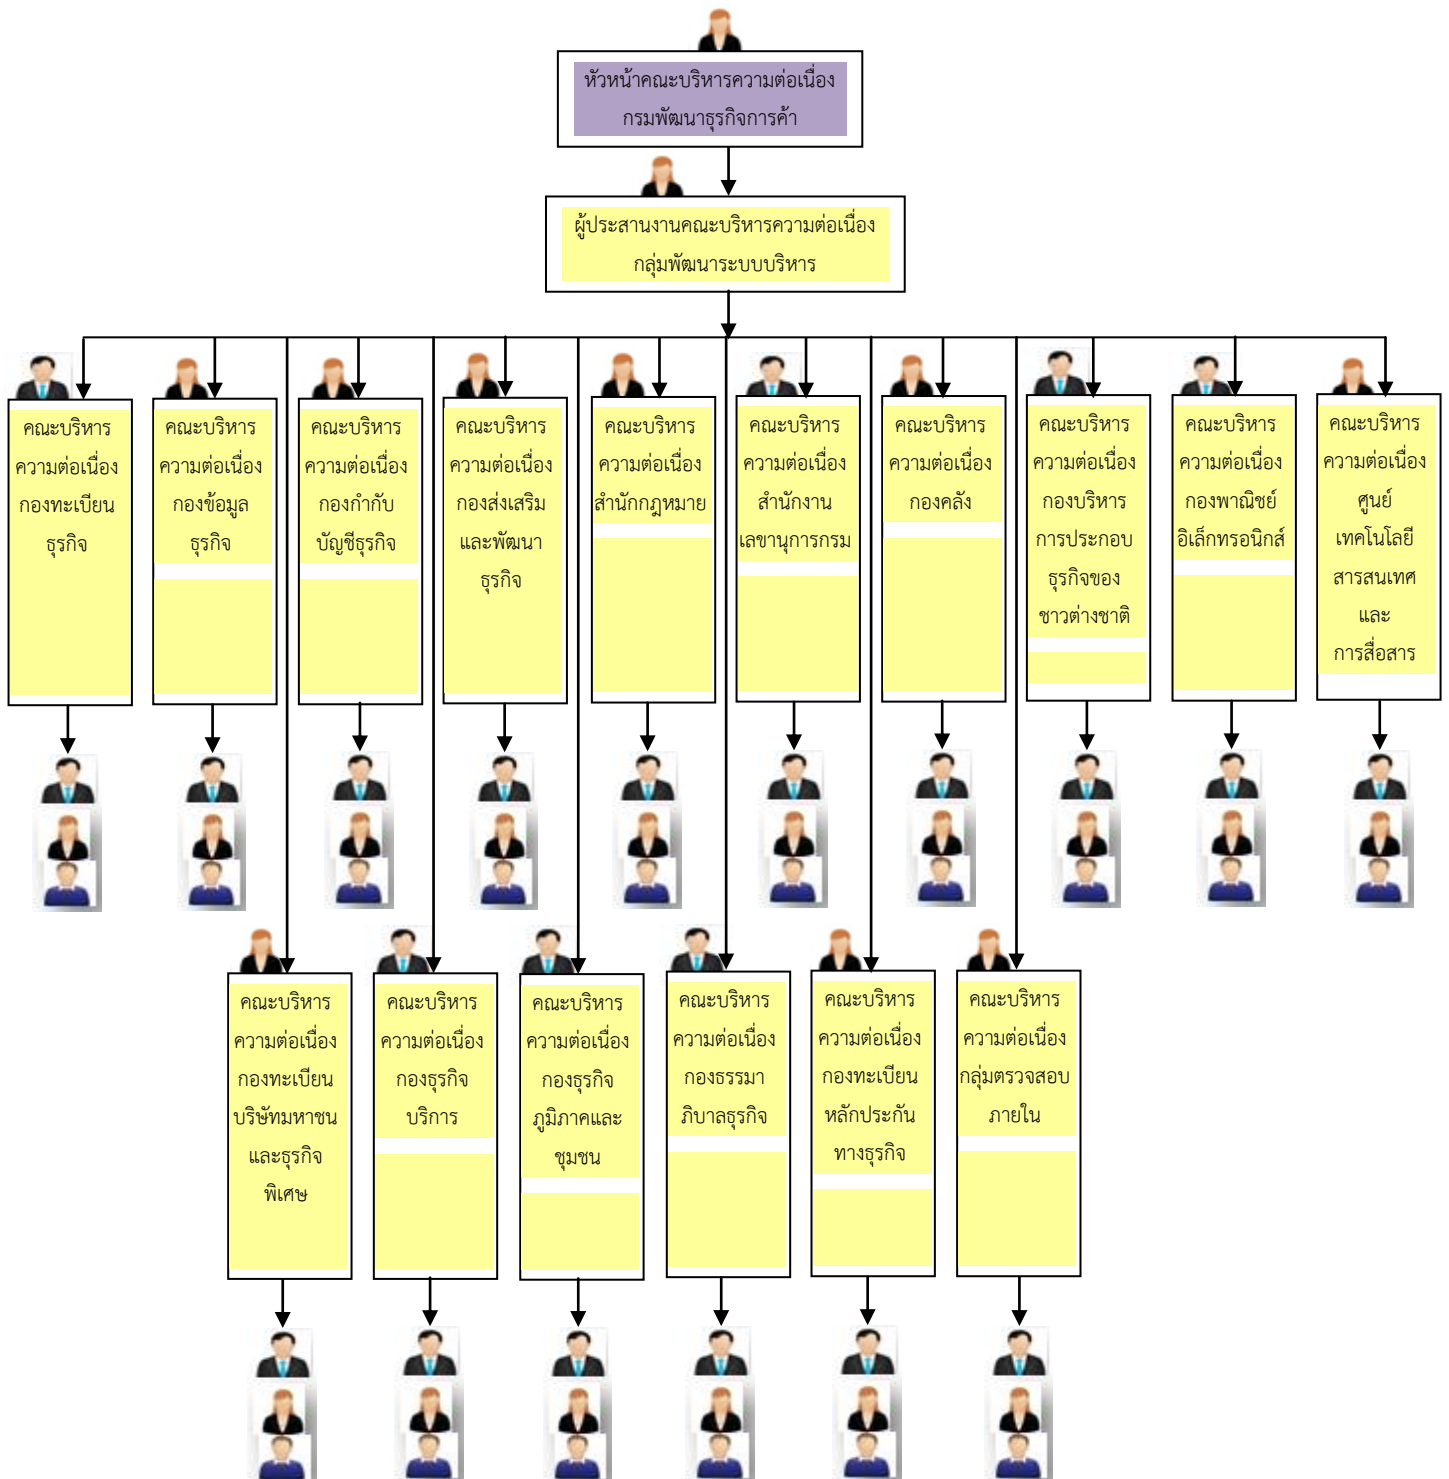 หัวหน้าคณะบริหารความต่อเนื่อง
กรมพัฒนาธุรกิจการค้า
ผู้ประสานงานคณะบริหารความต่อเนื่อง
กลุ่มพัฒนาระบบบริหาร
คณะบริหาร
ความต่อเนื่อง
กองทะเบียน
ธุรกิจ
คณะบริหาร
ความต่อเนื่อง
กองข้อมูล
ธุรกิจ
คณะบริหาร
ความต่อเนื่อง
กองกำกับ
บัญชีธุรกิจ
คณะบริหาร
ความต่อเนื่อง
กองส่งเสริม
และพัฒนา
ธุรกิจ
คณะบริหาร
ความต่อเนื่อง
สำนักกฎหมาย
คณะบริหาร
ความต่อเนื่อง
สำนักงาน
เลขานุการกรม
คณะบริหาร
ความต่อเนื่อง
กองคลัง
คณะบริหาร
ความต่อเนื่อง
กองบริหาร
การประกอบ
ธุรกิจของ
ชาวต่างชาติ
คณะบริหาร
ความต่อเนื่อง
กองพาณิชย์
อิเล็กทรอนิกส์
คณะบริหาร
ความต่อเนื่อง
ศูนย์
เทคโนโลยี
สารสนเทศ
และ
การสื่อสาร
คณะบริหาร
ความต่อเนื่อง
กองทะเบียน
บริษัทมหาชน
และธุรกิจ
พิเศษ
คณะบริหาร
ความต่อเนื่อง
กองธุรกิจ
บริการ
คณะบริหาร
ความต่อเนื่อง
กองธุรกิจ
ภูมิภาคและ
ชุมชน
คณะบริหาร
ความต่อเนื่อง
กองธรรมา
ภิบาลธุรกิจ
คณะบริหาร
ความต่อเนื่อง
กองทะเบียน
หลักประกัน
ทางธุรกิจ
คณะบริหาร
ความต่อเนื่อง
กลุ่มตรวจสอบ
ภายใน